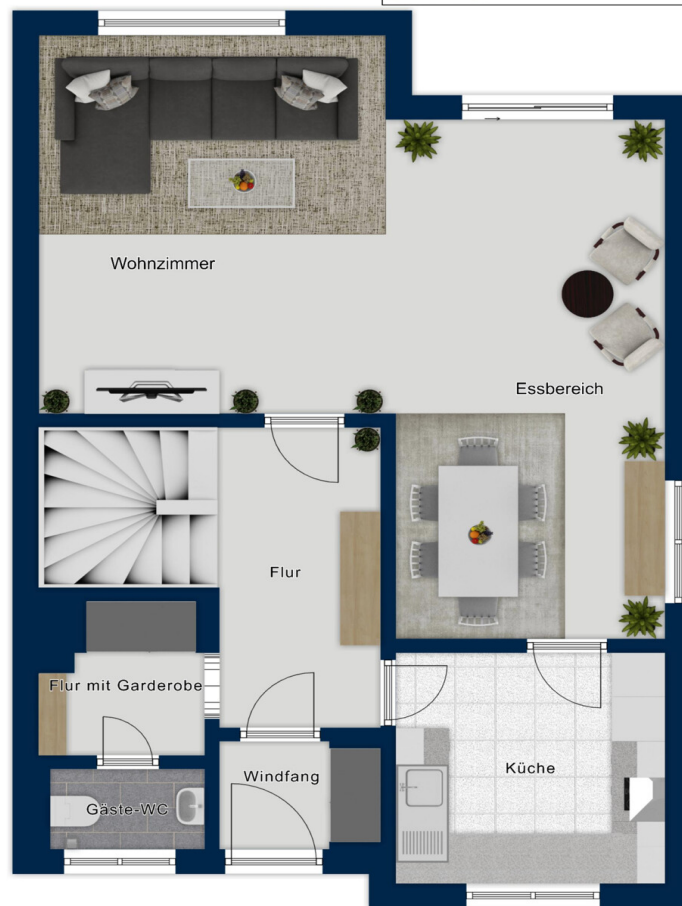 Wohnzimmer
Essbereich
Flur
Flur mit Garderobe
Küche
Windfang
Gäste-WC